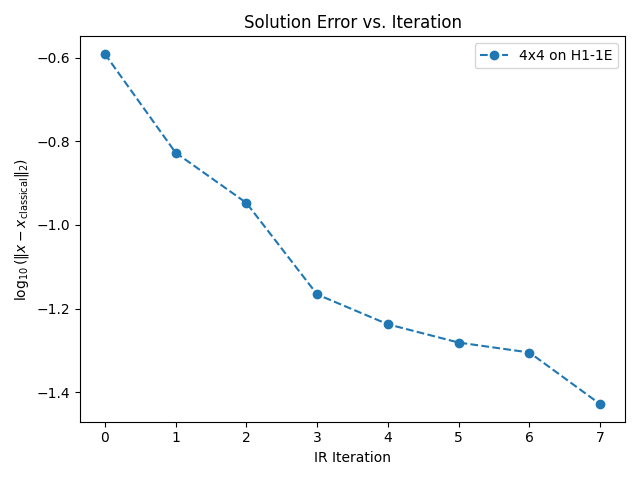 Solution Error vs. Iteration
4x4 on H1-1E
−0.6
−0.8
−1.0
−1.2
−1.4
log₁₀ (‖x − x_classical‖₂)
0 1 2 3 4 5 6 7
IR Iteration